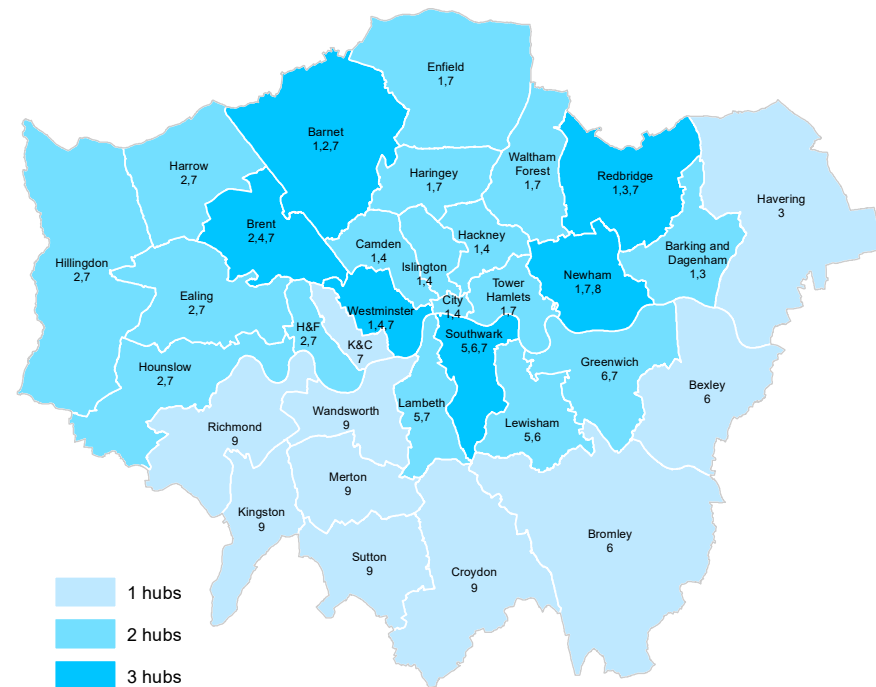 Enfield
1,7
Barnet
1,2,7
Harrow
2,7
Haringey
1,7
Waltham
Forest
1,7
Redbridge
1,3,7
Havering
3
Brent
2,4,7
Hillingdon
2,7
Camden
1,4
Islington
1,4
Hackney
1,4
Barking and
Dagenham
1,3
Newham
1,7,8
Tower
Hamlets
1,7
City
1,4
Ealing
2,7
Westminster
1,4,7
H&F
2,7
K&C
7
Southwark
5,6,7
Greenwich
6,7
Hounslow
2,7
Bexley
6
Lambeth
5,7
Wandsworth
9
Lewisham
5,6
Richmond
9
Merton
9
Kingston
9
Bromley
6
Sutton
9
Croydon
9
1 hubs
2 hubs
3 hubs